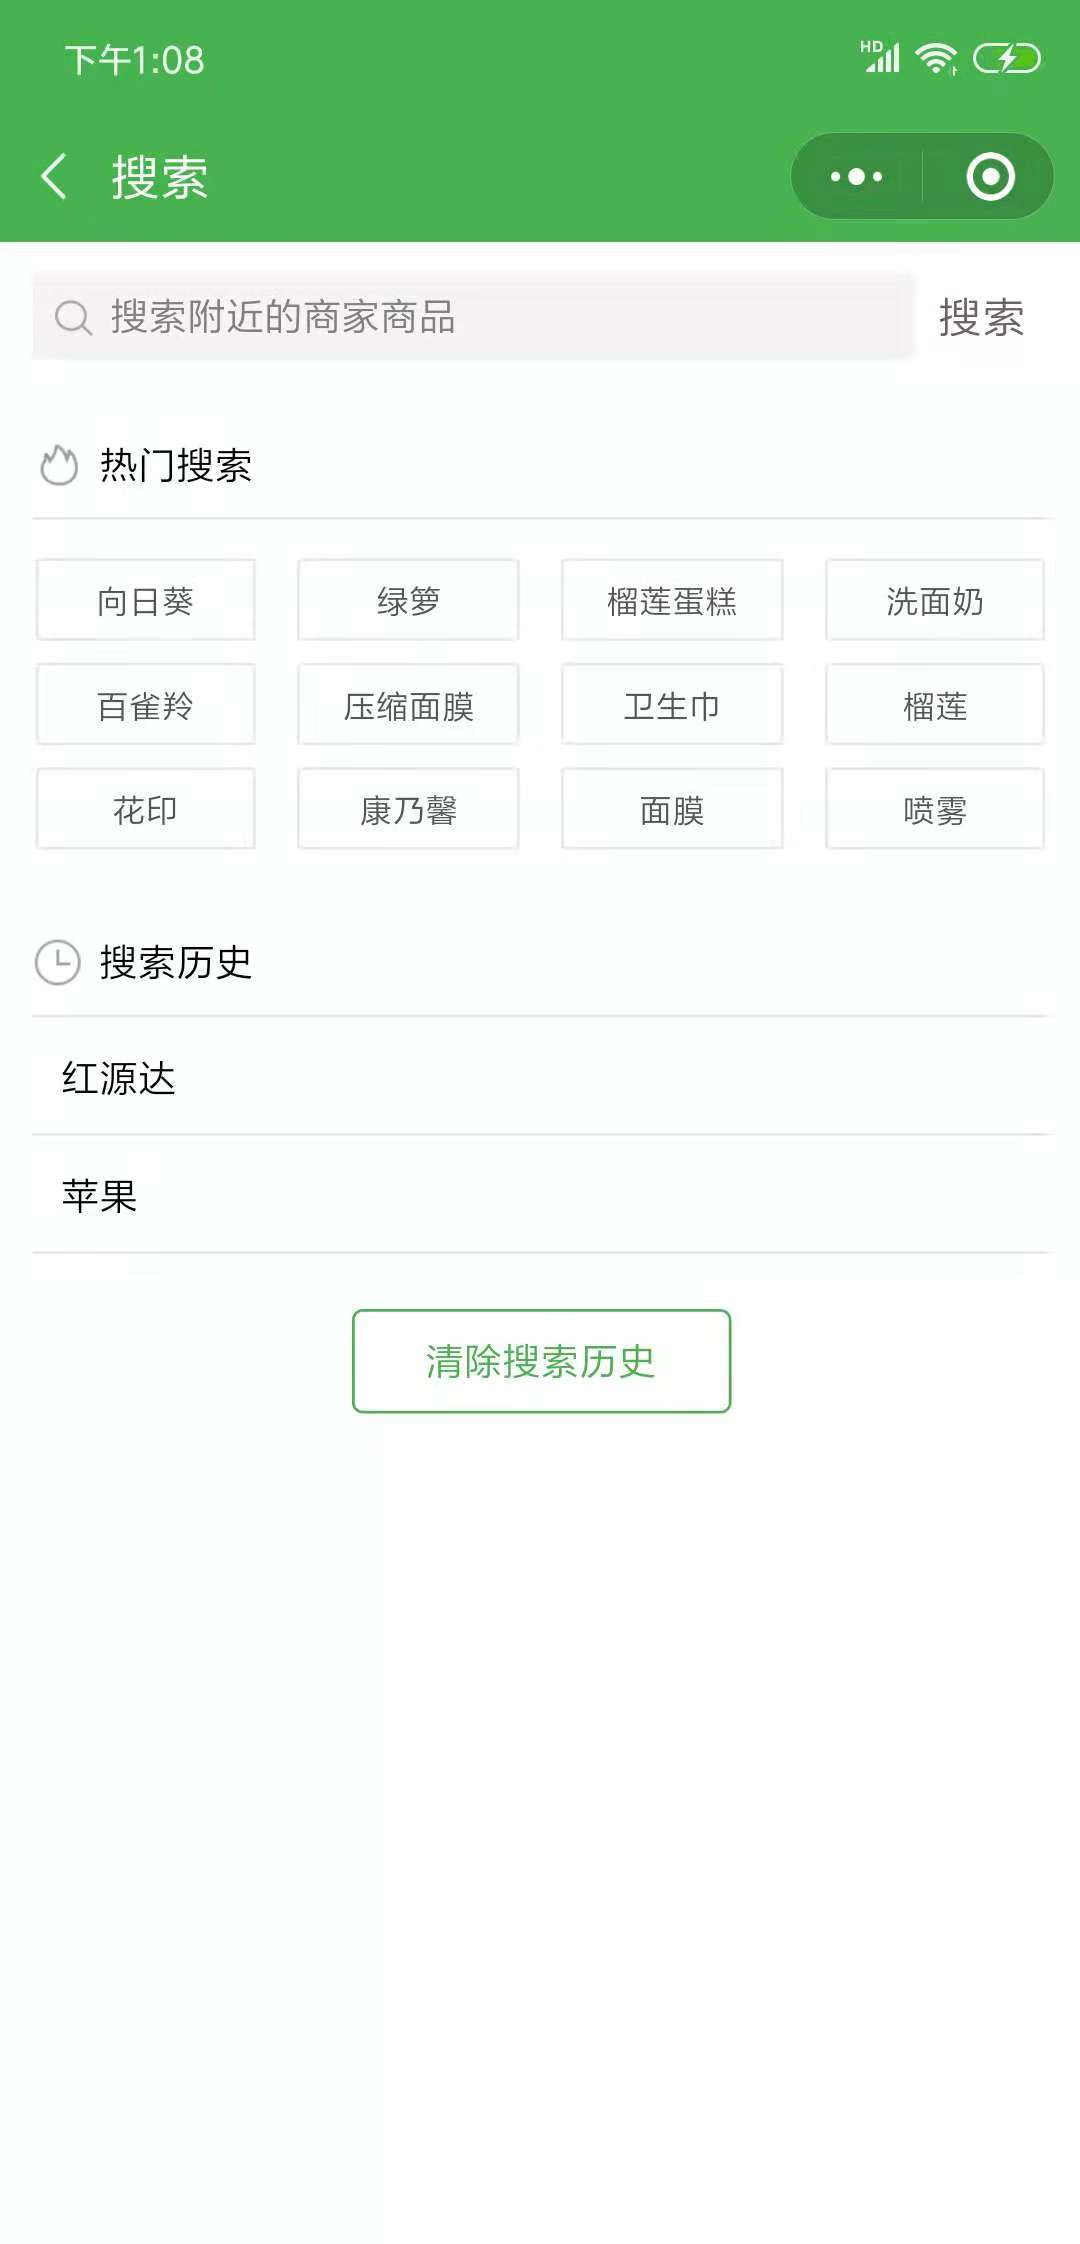 下午1:08
HD
搜索
搜索附近的商家商品 搜索
热门搜索
向日葵 绿箩 榴莲蛋糕 洗面奶
百雀羚 压缩面膜 卫生巾 榴莲
花印 康乃馨 面膜 喷雾
搜索历史
红源达
苹果
清除搜索历史